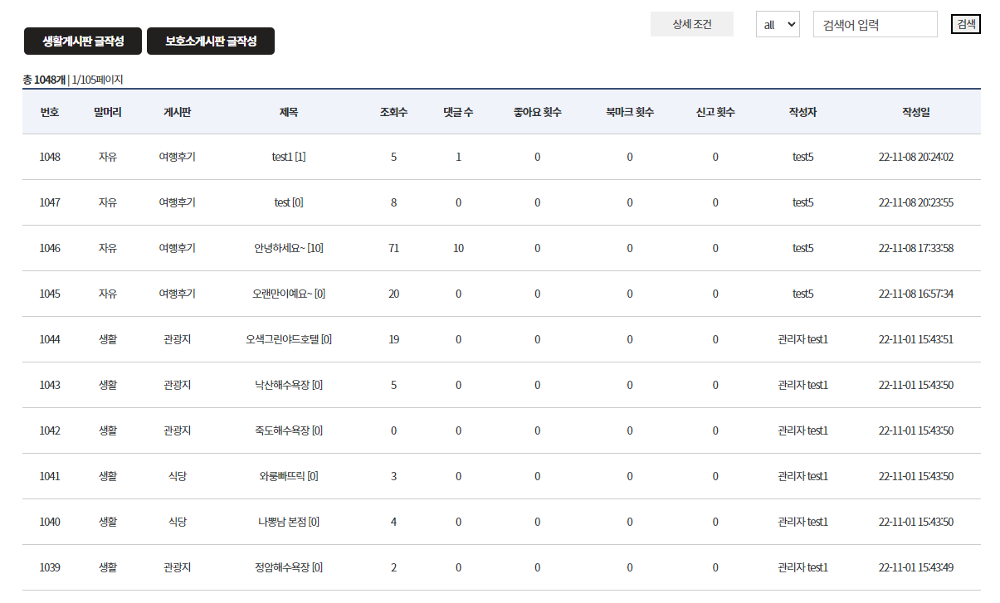 상세 조건 all 검색어 입력 검색
생활게시판 글작성 보호소게시판 글작성
총 1048개 | 1/105페이지
번호 말머리 게시판 제목 조회수 댓글 수 좋아요 횟수 북마크 횟수 신고 횟수 작성자 작성일
1048 자유 여행후기 test1 [1] 5 1 0 0 0 test5 22-11-08 20:24:02
1047 자유 여행후기 test [0] 8 0 0 0 0 test5 22-11-08 20:23:55
1046 자유 여행후기 안녕하세요~ [10] 71 10 0 0 0 test5 22-11-08 17:33:58
1045 자유 여행후기 오랜만이예요~ [0] 20 0 0 0 0 test5 22-11-08 16:57:34
1044 생활 관광지 오색그린야드호텔 [0] 19 0 0 0 0 관리자 test1 22-11-01 15:43:51
1043 생활 관광지 낙산해수욕장 [0] 5 0 0 0 0 관리자 test1 22-11-01 15:43:50
1042 생활 관광지 죽도해수욕장 [0] 0 0 0 0 0 관리자 test1 22-11-01 15:43:50
1041 생활 식당 와룽빠뜨릭 [0] 3 0 0 0 0 관리자 test1 22-11-01 15:43:50
1040 생활 식당 나뽕남 본점 [0] 4 0 0 0 0 관리자 test1 22-11-01 15:43:50
1039 생활 관광지 정암해수욕장 [0] 2 0 0 0 0 관리자 test1 22-11-01 15:43:49